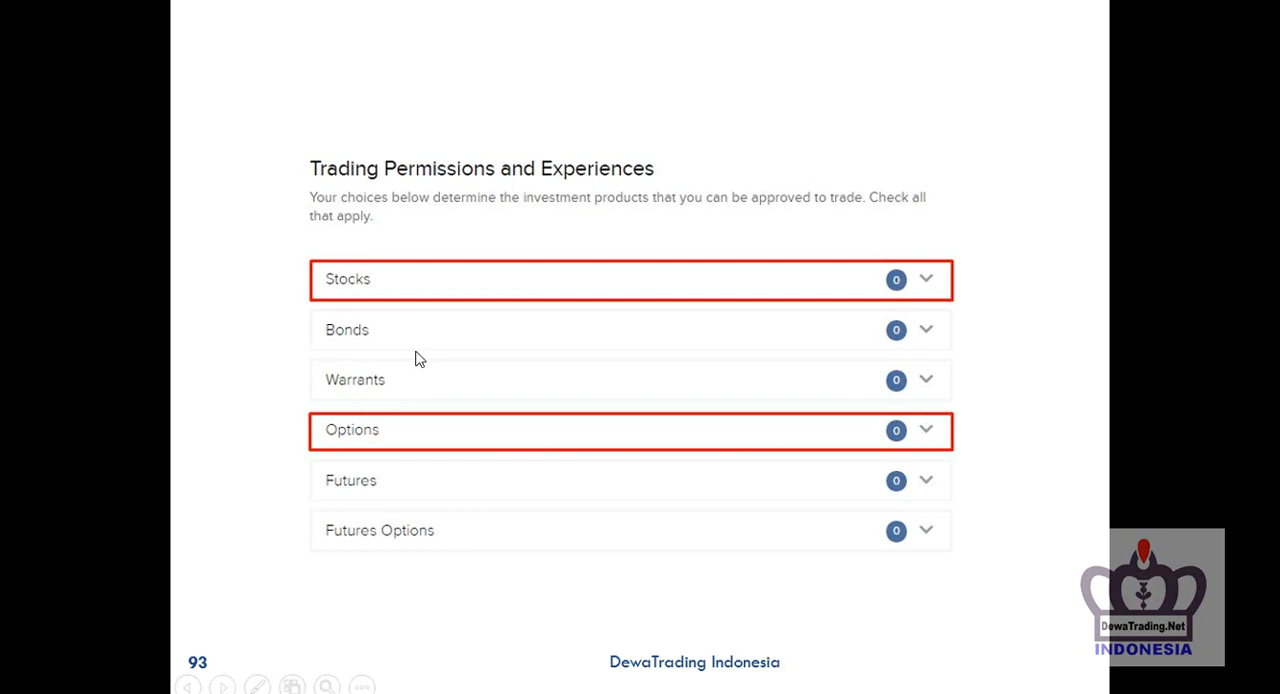 Trading Permissions and Experiences
Your choices below determine the investment products that you can be approved to trade. Check all
that apply.
Stocks 0
Bonds 0
Warrants 0
Options 0
Futures 0
Futures Options 0
DewaTrading.Net
INDONESIA
93 DewaTrading Indonesia